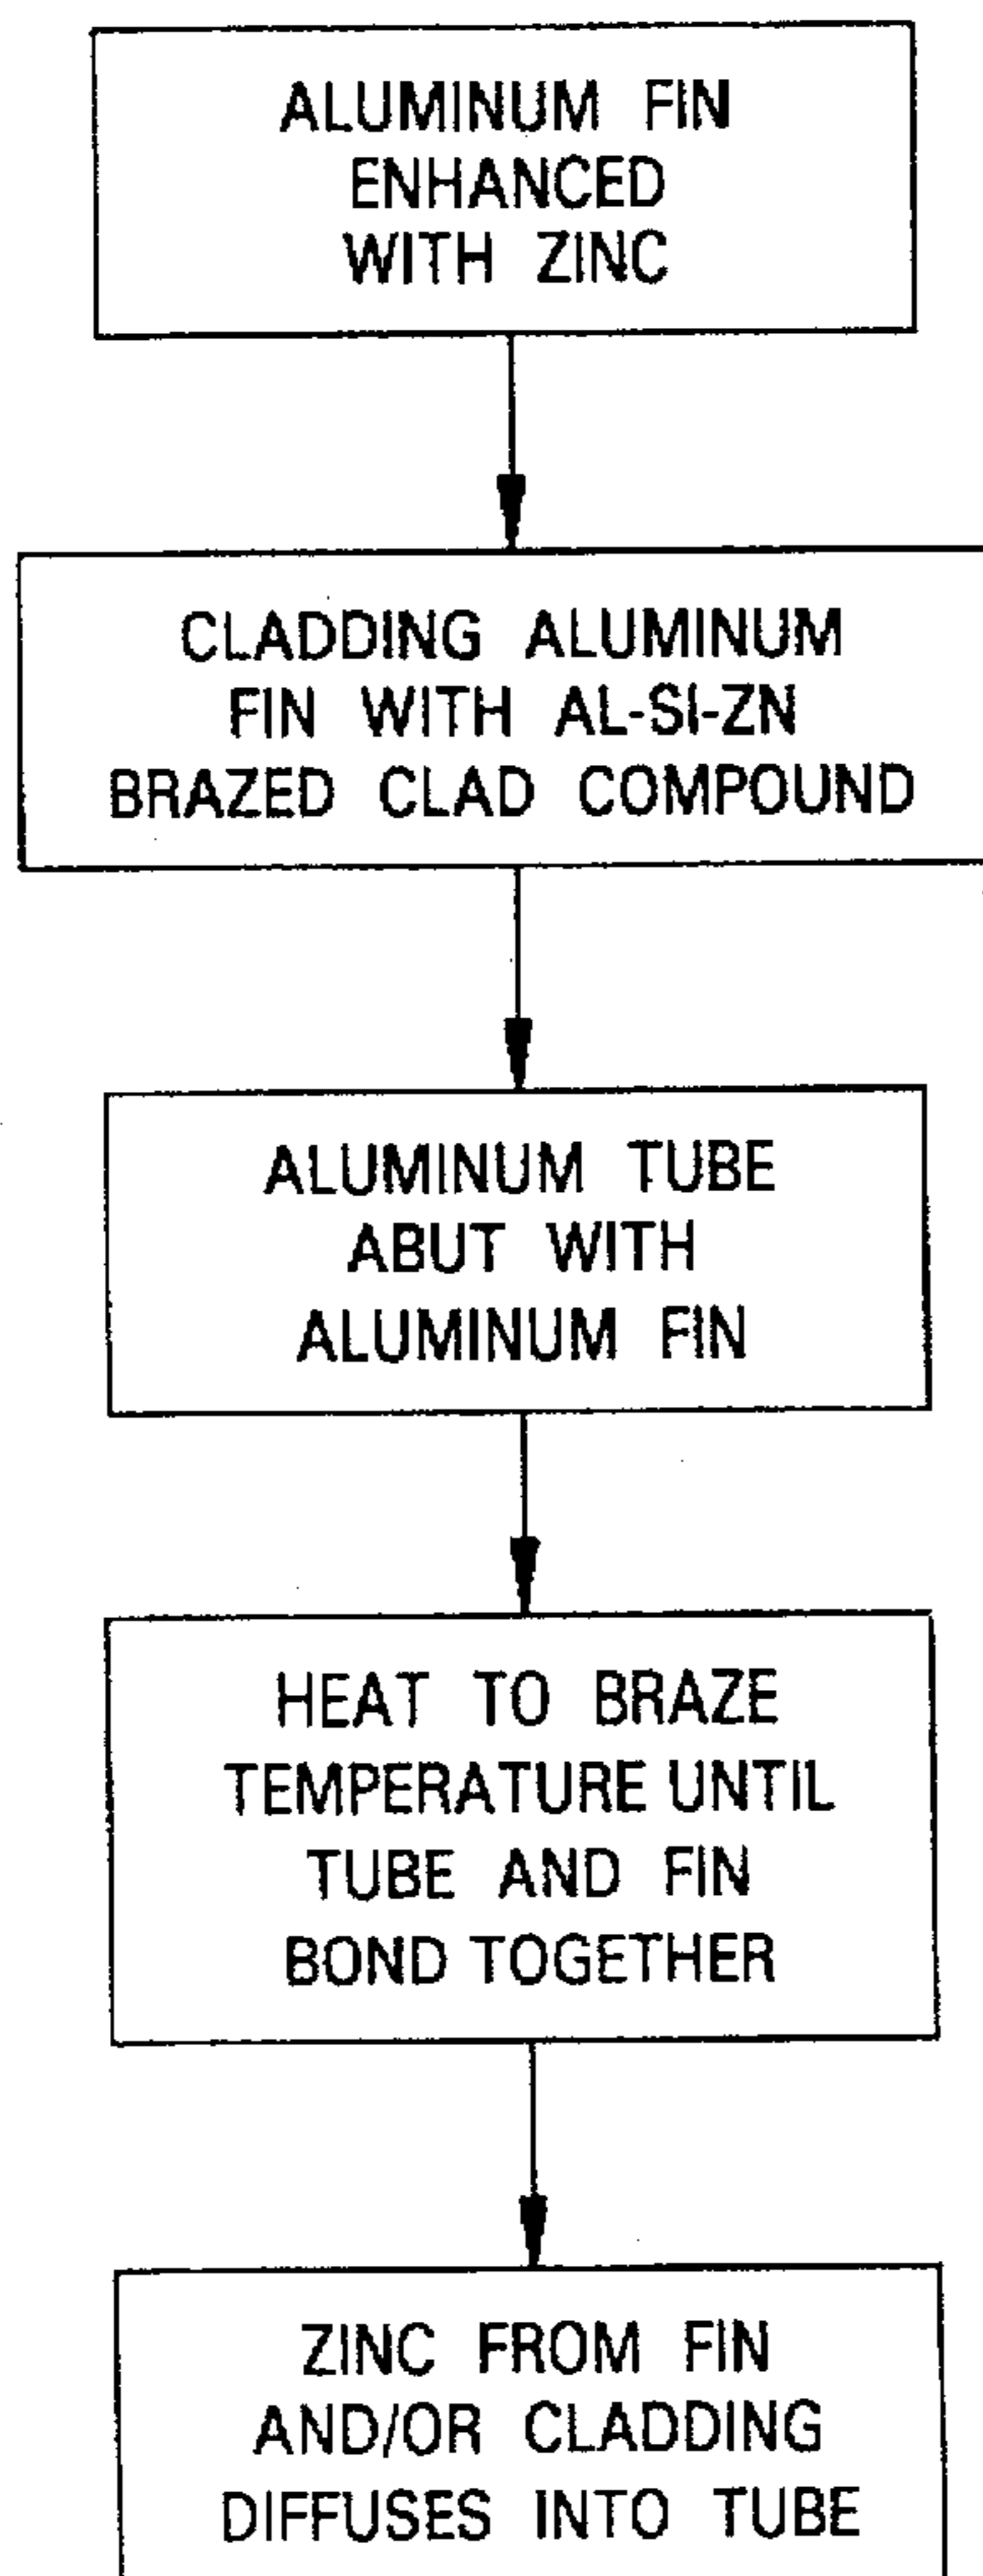 ALUMINUM FIN
ENHANCED
WITH ZINC
CLADDING ALUMINUM
FIN WITH AL-SI-ZN
BRAZED CLAD COMPOUND
ALUMINUM TUBE
ABUT WITH
ALUMINUM FIN
HEAT TO BRAZE
TEMPERATURE UNTIL
TUBE AND FIN
BOND TOGETHER
ZINC FROM FIN
AND/OR CLADDING
DIFFUSES INTO TUBE